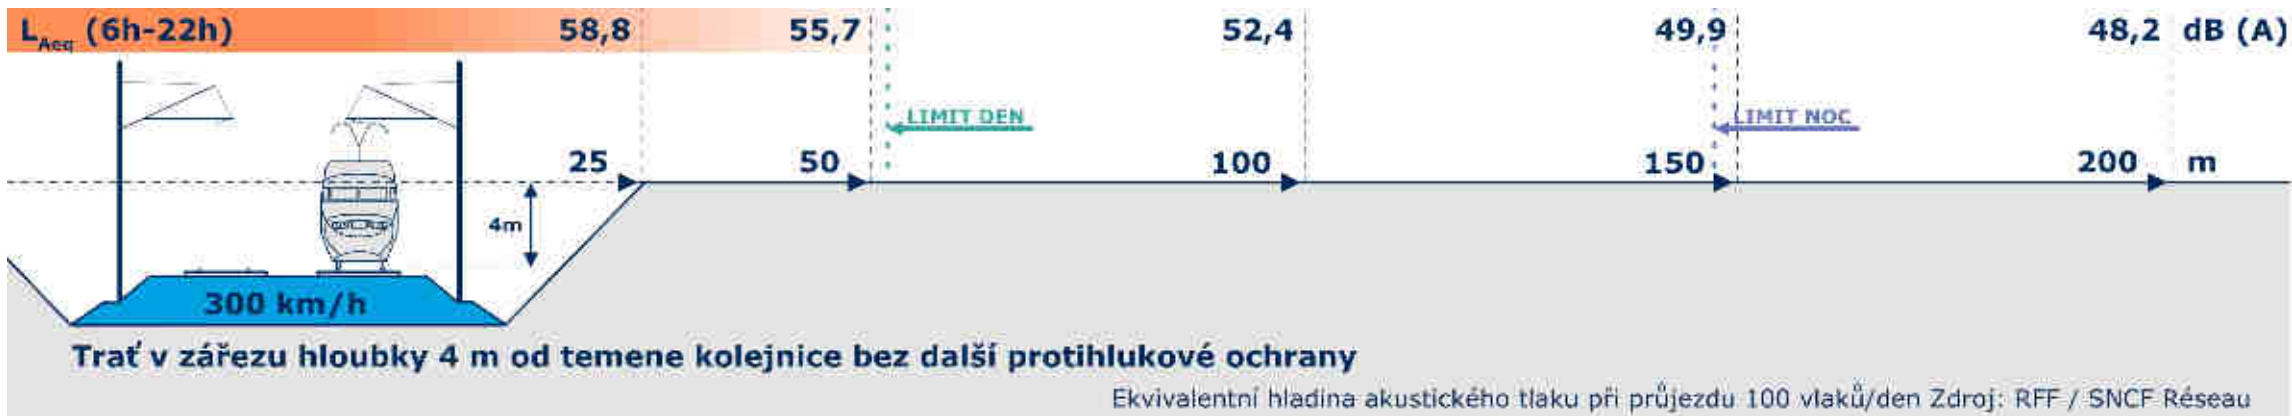 L_Aeq (6h-22h) 58,8 55,7 52,4 49,9 48,2 dB (A)
LIMIT DEN LIMIT NOC
25 50 100 150 200 m
4m
300 km/h
Trať v zářezu hloubky 4 m od temene kolejnice bez další protihlukové ochrany
Ekvivalentní hladina akustického tlaku při průjezdu 100 vlaků/den Zdroj: RFF / SNCF Réseau